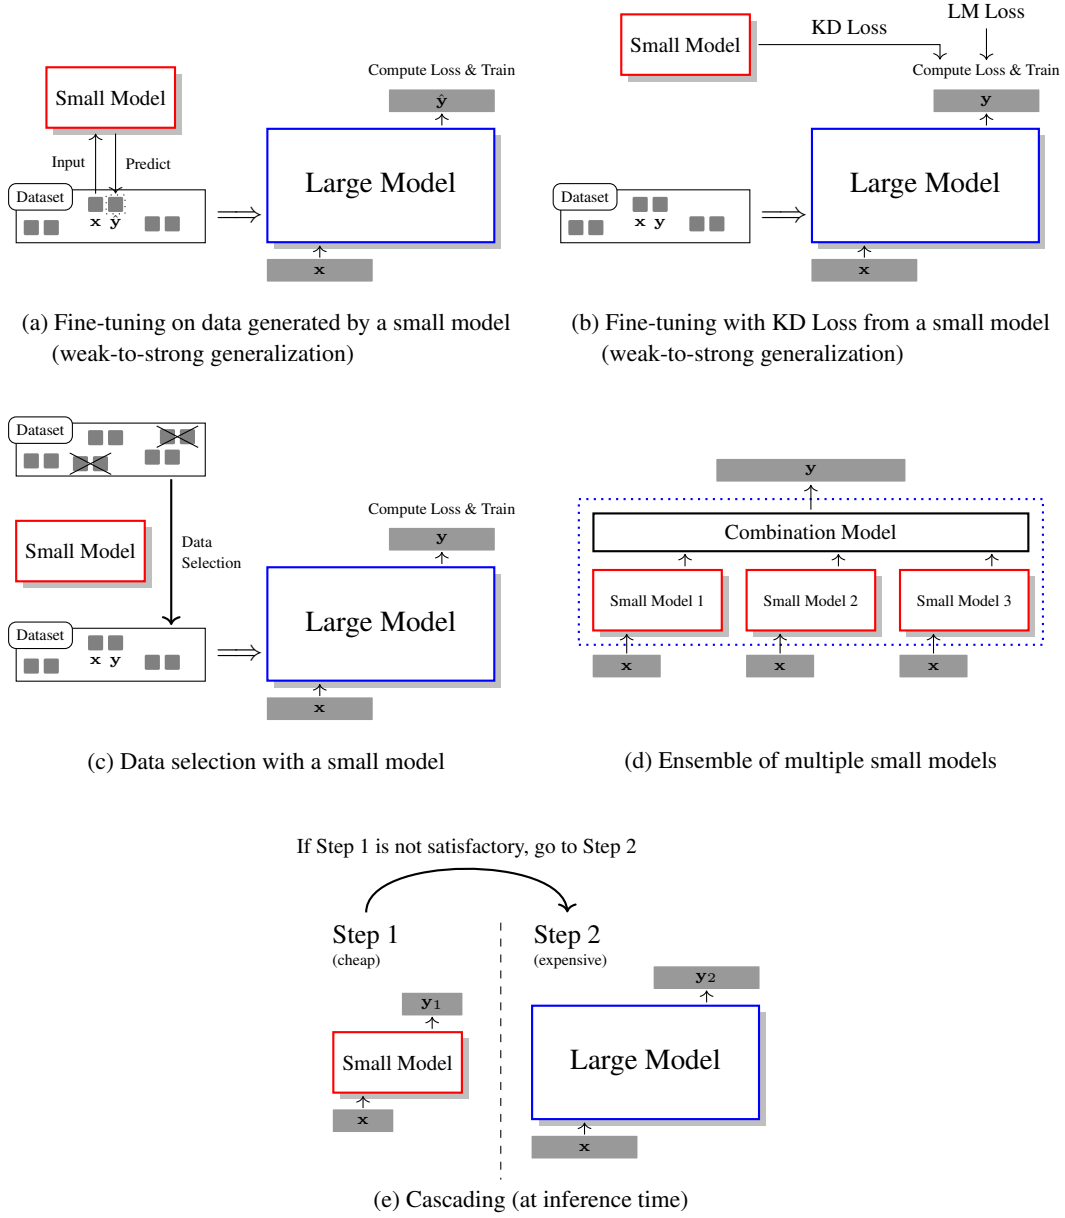 Small Model
Input
Predict
Dataset
x ŷ
Compute Loss & Train
ŷ
Large Model
x
(a) Fine-tuning on data generated by a small model
(weak-to-strong generalization)
LM Loss
KD Loss
Small Model
Compute Loss & Train
y
Large Model
Dataset
x y
x
(b) Fine-tuning with KD Loss from a small model
(weak-to-strong generalization)
Dataset
Small Model
Data
Selection
Dataset
x y
Compute Loss & Train
y
Large Model
x
(c) Data selection with a small model
y
Combination Model
Small Model 1
Small Model 2
Small Model 3
x
x
x
(d) Ensemble of multiple small models
If Step 1 is not satisfactory, go to Step 2
Step 1
(cheap)
y₁
Small Model
x
Step 2
(expensive)
y₂
Large Model
x
(e) Cascading (at inference time)